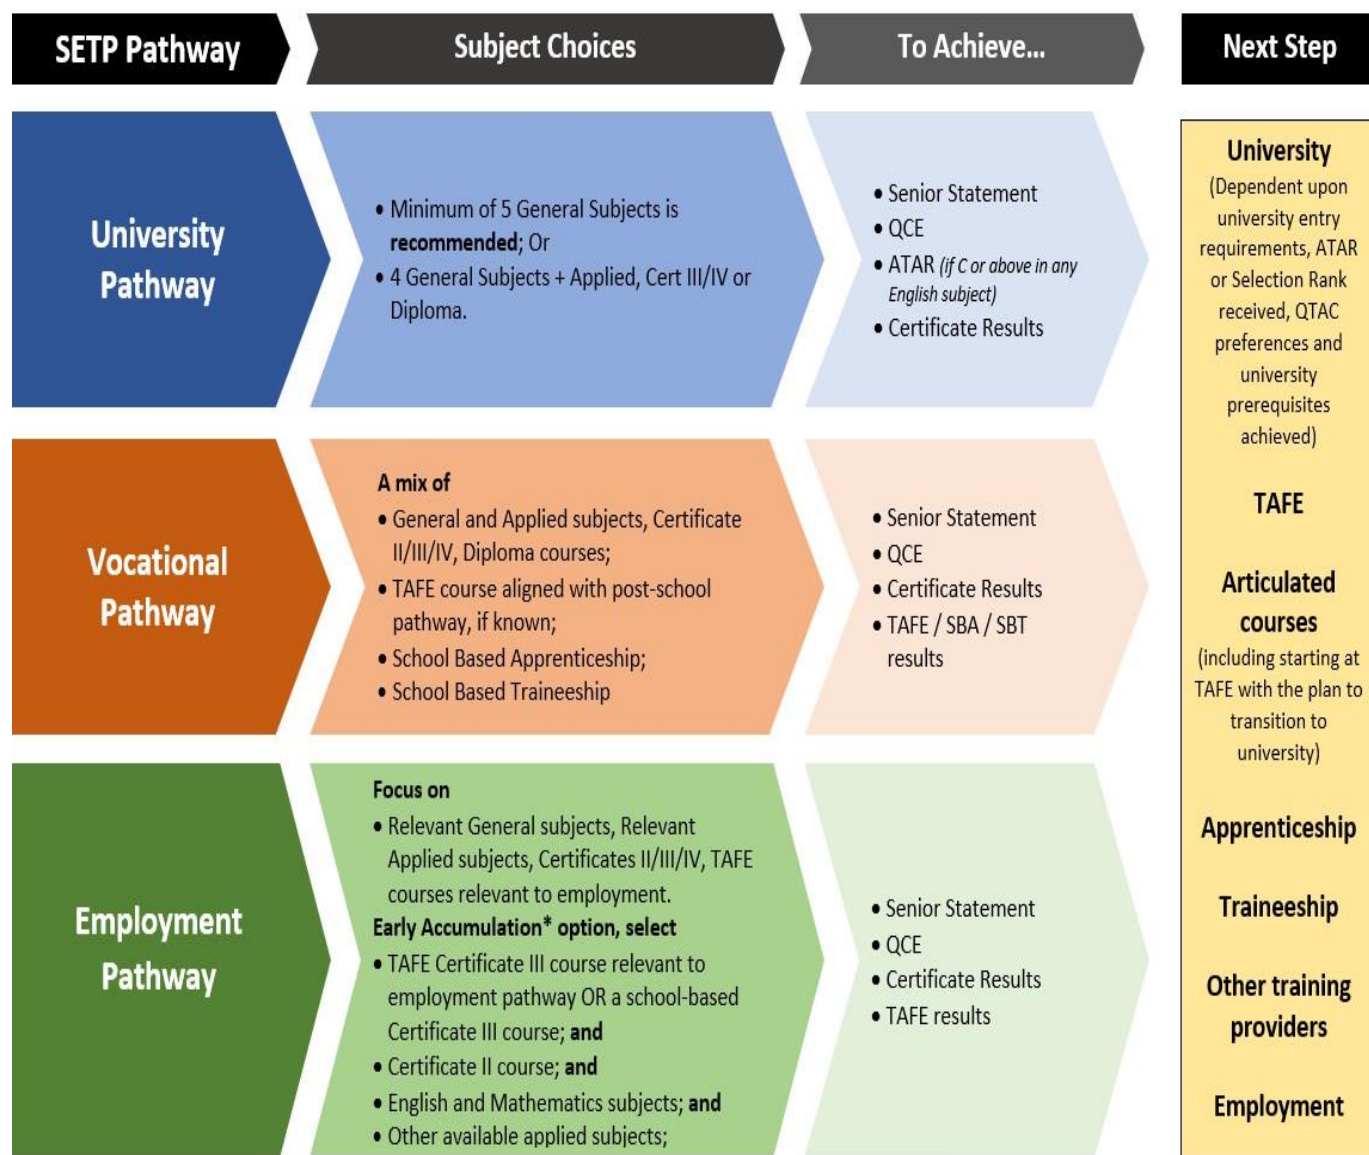 SETP Pathway
Subject Choices
To Achieve...
Next Step
University
Pathway
• Minimum of 5 General Subjects is
recommended; Or
• 4 General Subjects + Applied, Cert III/IV or
Diploma.
• Senior Statement
• QCE
• ATAR (if C or above in any
English subject)
• Certificate Results
Vocational
Pathway
A mix of
• General and Applied subjects, Certificate
II/III/IV, Diploma courses;
• TAFE course aligned with post-school
pathway, if known;
• School Based Apprenticeship;
• School Based Traineeship
• Senior Statement
• QCE
• Certificate Results
• TAFE / SBA / SBT
results
Employment
Pathway
Focus on
• Relevant General subjects, Relevant
Applied subjects, Certificates II/III/IV, TAFE
courses relevant to employment.
Early Accumulation* option, select
• TAFE Certificate III course relevant to
employment pathway OR a school-based
Certificate III course; and
• Certificate II course; and
• English and Mathematics subjects; and
• Other available applied subjects;
• Senior Statement
• QCE
• Certificate Results
• TAFE results
University
(Dependent upon
university entry
requirements, ATAR
or Selection Rank
received, QTAC
preferences and
university
prerequisites
achieved)
TAFE
Articulated
courses
(including starting at
TAFE with the plan to
transition to
university)
Apprenticeship
Traineeship
Other training
providers
Employment